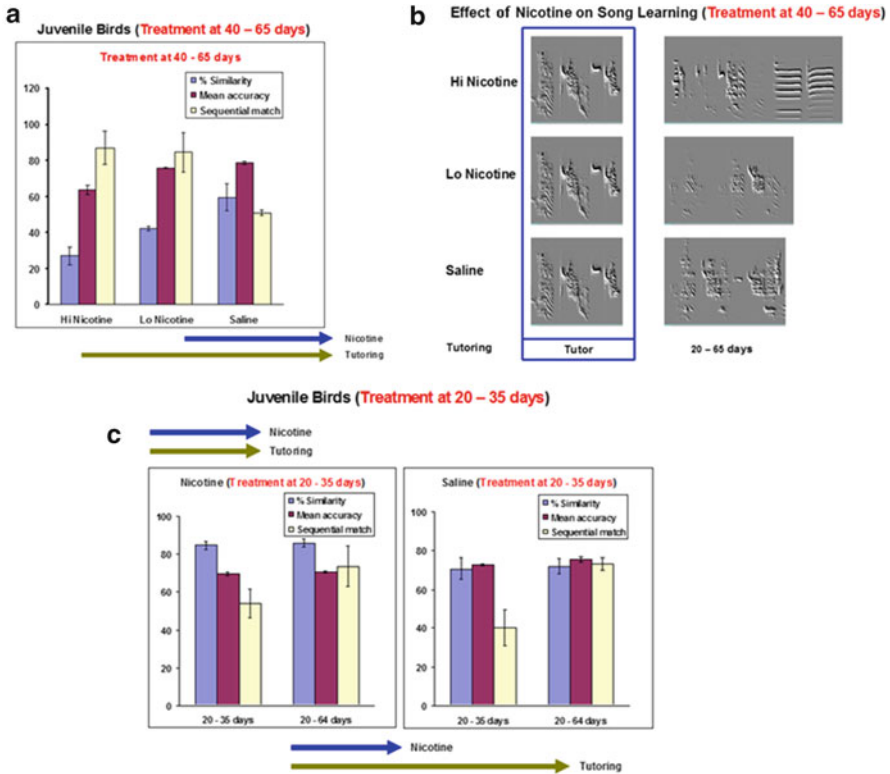 a
Juvenile Birds (Treatment at 40 – 65 days)
Treatment at 40 - 65 days
% Similarity
Mean accuracy
Sequential match
120
100
80
60
40
20
0
Hi Nicotine Lo Nicotine Saline
Nicotine
Tutoring
b
Effect of Nicotine on Song Learning (Treatment at 40 – 65 days)
Hi Nicotine
Lo Nicotine
Saline
Tutoring Tutor 20 – 65 days
Juvenile Birds (Treatment at 20 – 35 days)
c
Nicotine
Tutoring
Nicotine (Treatment at 20 - 35 days)
% Similarity
Mean accuracy
Sequential match
100
80
60
40
20
0
20 - 35 days 20 - 64 days
Saline (Treatment at 20 - 35 days)
% Similarity
Mean accuracy
Sequential match
100
80
60
40
20
0
20 - 35 days 20 - 64 days
Nicotine
Tutoring